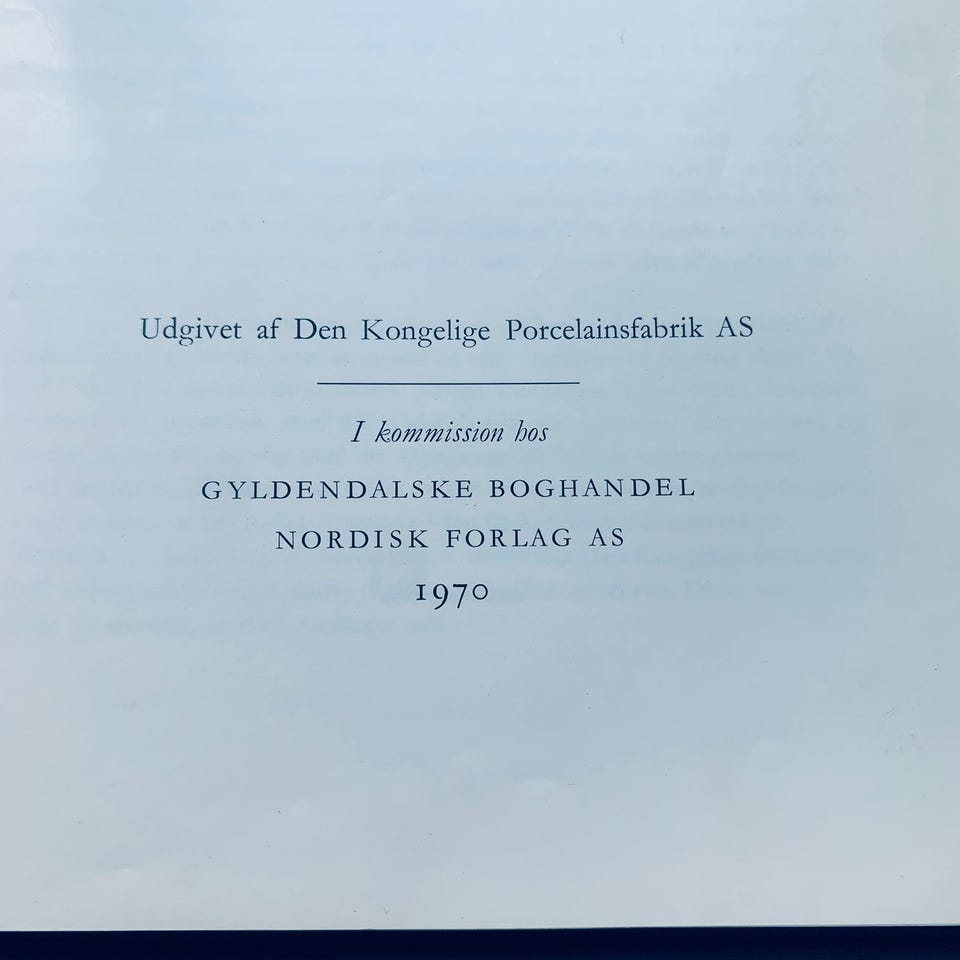 Udgivet af Den Kongelige Porcelainsfabrik AS
I kommission hos
GYLDENDALSKE BOGHANDEL
NORDISK FORLAG AS
1970